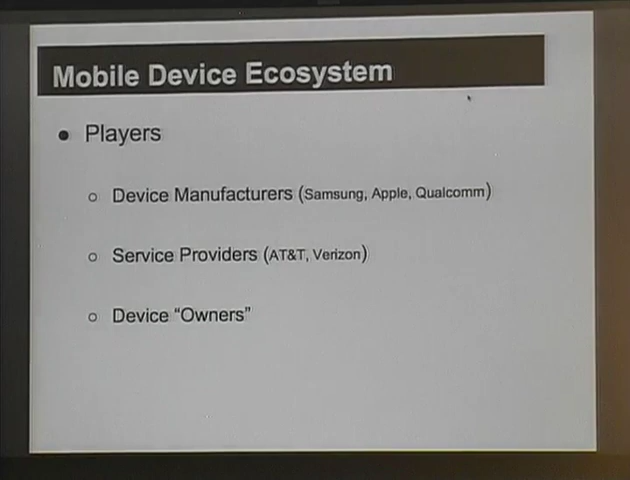 Mobile Device Ecosystem
● Players
○ Device Manufacturers (Samsung, Apple, Qualcomm)
○ Service Providers (AT&T, Verizon)
○ Device “Owners”